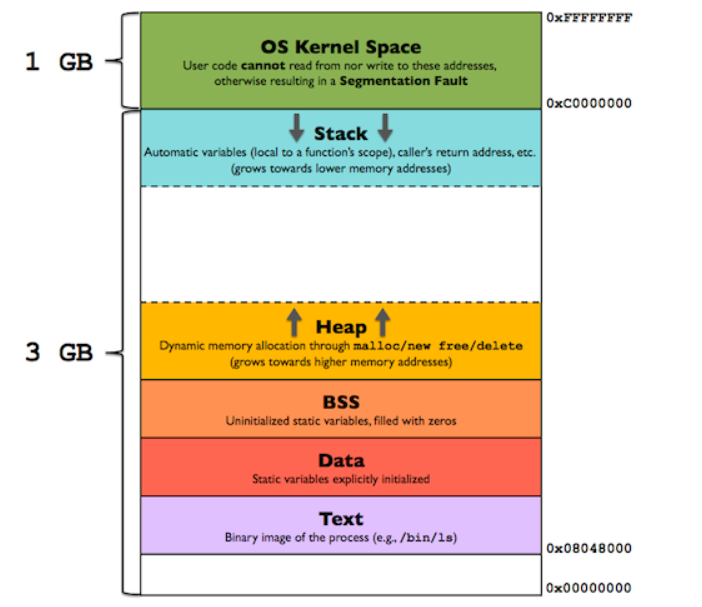 0xFFFFFFFF
OS Kernel Space
1 GB
User code cannot read from nor write to these addresses,
otherwise resulting in a Segmentation Fault
0xC0000000
Stack
Automatic variables (local to a function's scope), caller's return address, etc.
(grows towards lower memory addresses)
Heap
3 GB
Dynamic memory allocation through malloc/new free/delete
(grows towards higher memory addresses)
BSS
Uninitialized static variables, filled with zeros
Data
Static variables explicitly initialized
Text
Binary image of the process (e.g., /bin/ls)
0x08048000
0x00000000